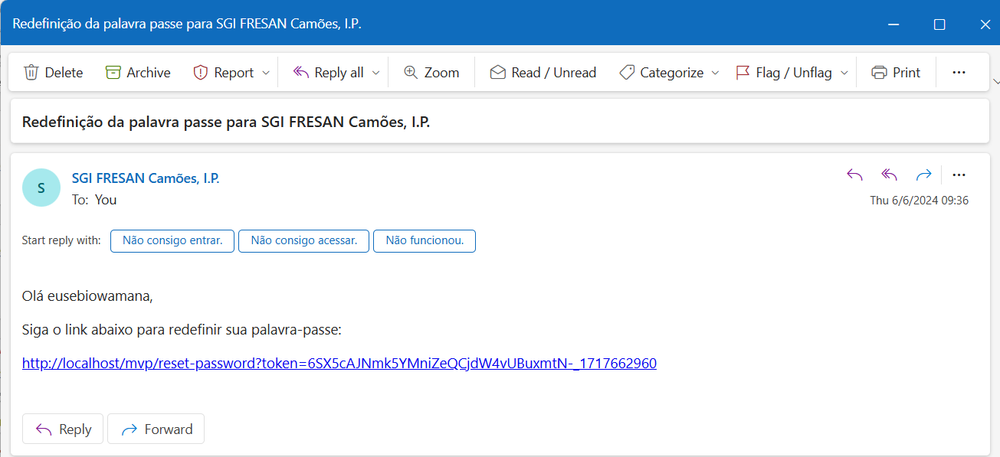 Redefinição da palavra passe para SGI FRESAN Camões, I.P.
Delete Archive Report Reply all Zoom Read / Unread Categorize Flag / Unflag Print ...
Redefinição da palavra passe para SGI FRESAN Camões, I.P.
S
SGI FRESAN Camões, I.P.
To: You
Thu 6/6/2024 09:36
Start reply with: Não consigo entrar. Não consigo acessar. Não funcionou.
Olá eusebiowamana,
Siga o link abaixo para redefinir sua palavra-passe:
http://localhost/mvp/reset-password?token=6SX5cAJNmk5YMniZeQCjdW4vUBuxmtN-_1717662960
Reply Forward